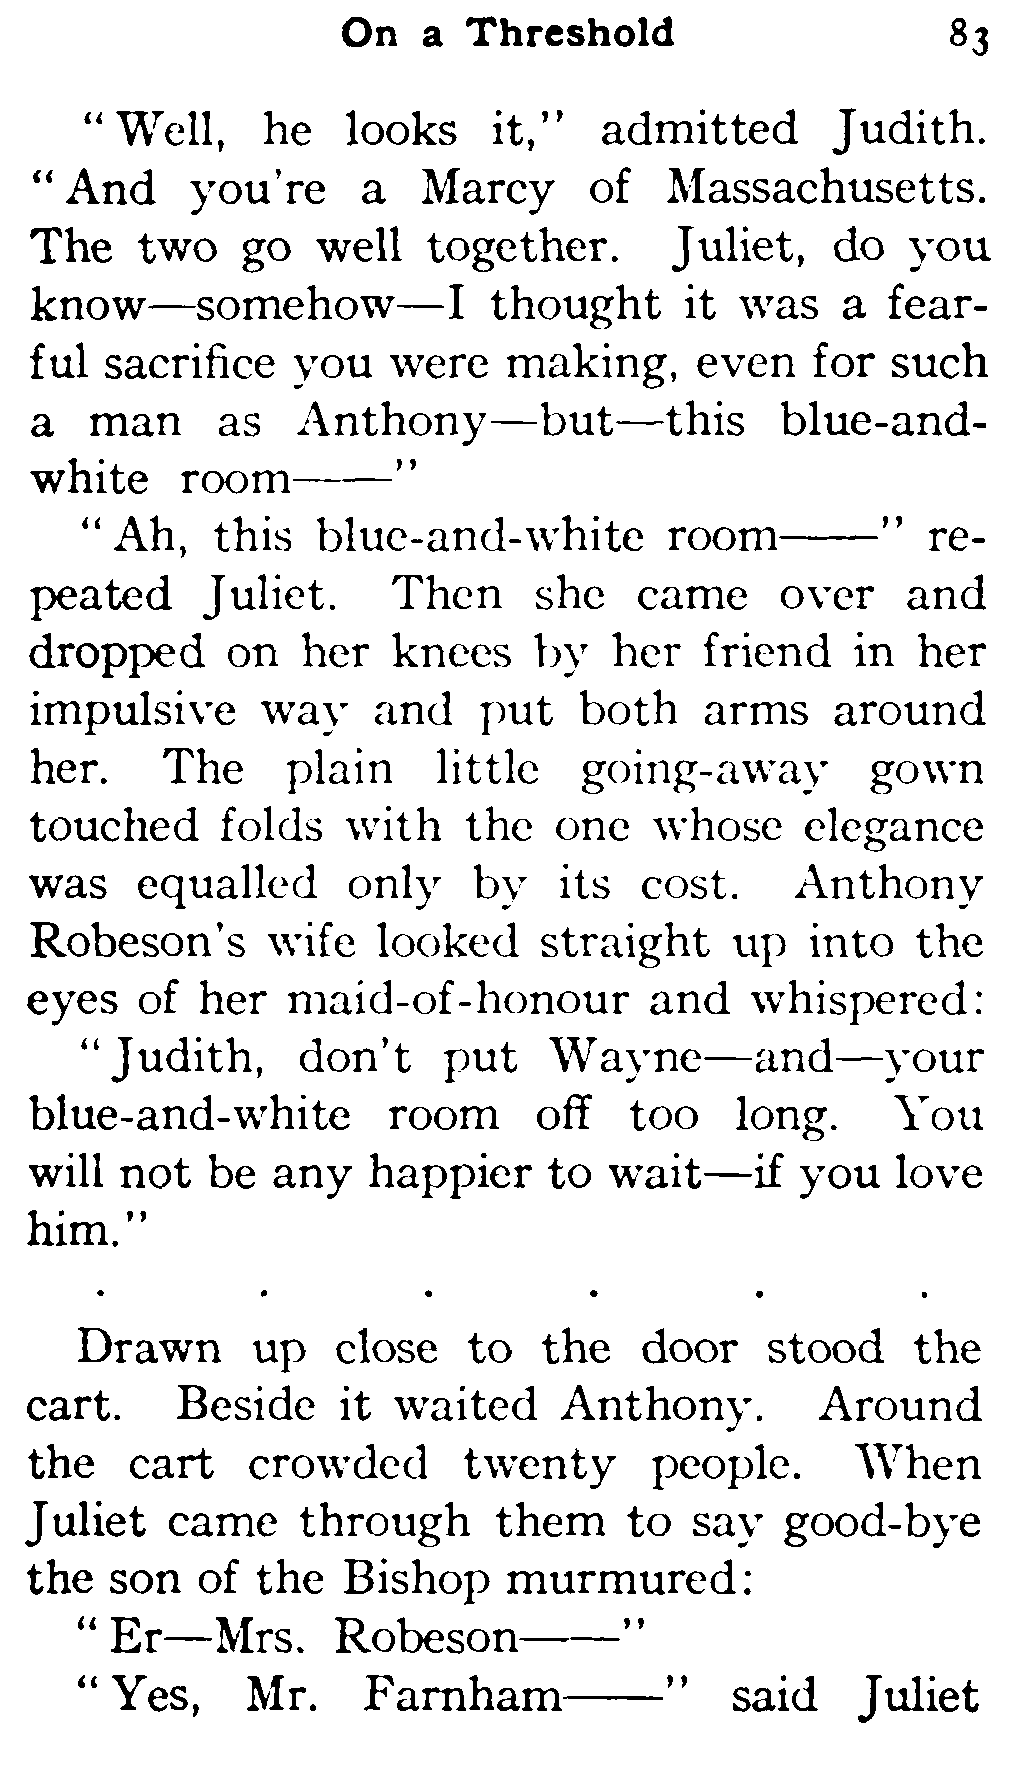 On a Threshold 83
"Well, he looks it," admitted Judith.
"And you're a Marcy of Massachusetts.
The two go well together. Juliet, do you
know—somehow—I thought it was a fear-
ful sacrifice you were making, even for such
a man as Anthony—but—this blue-and-
white room——"
"Ah, this blue-and-white room——" re-
peated Juliet. Then she came over and
dropped on her knees by her friend in her
impulsive way and put both arms around
her. The plain little going-away gown
touched folds with the one whose elegance
was equalled only by its cost. Anthony
Robeson's wife looked straight up into the
eyes of her maid-of-honour and whispered:
"Judith, don't put Wayne—and—your
blue-and-white room off too long. You
will not be any happier to wait—if you love
him."
. . . . . .
Drawn up close to the door stood the
cart. Beside it waited Anthony. Around
the cart crowded twenty people. When
Juliet came through them to say good-bye
the son of the Bishop murmured:
"Er—Mrs. Robeson——"
"Yes, Mr. Farnham——" said Juliet